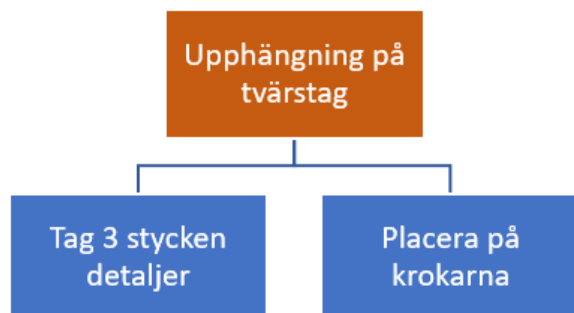 Upphängning på
tvärstag
Tag 3 stycken
detaljer
Placera på
krokarna